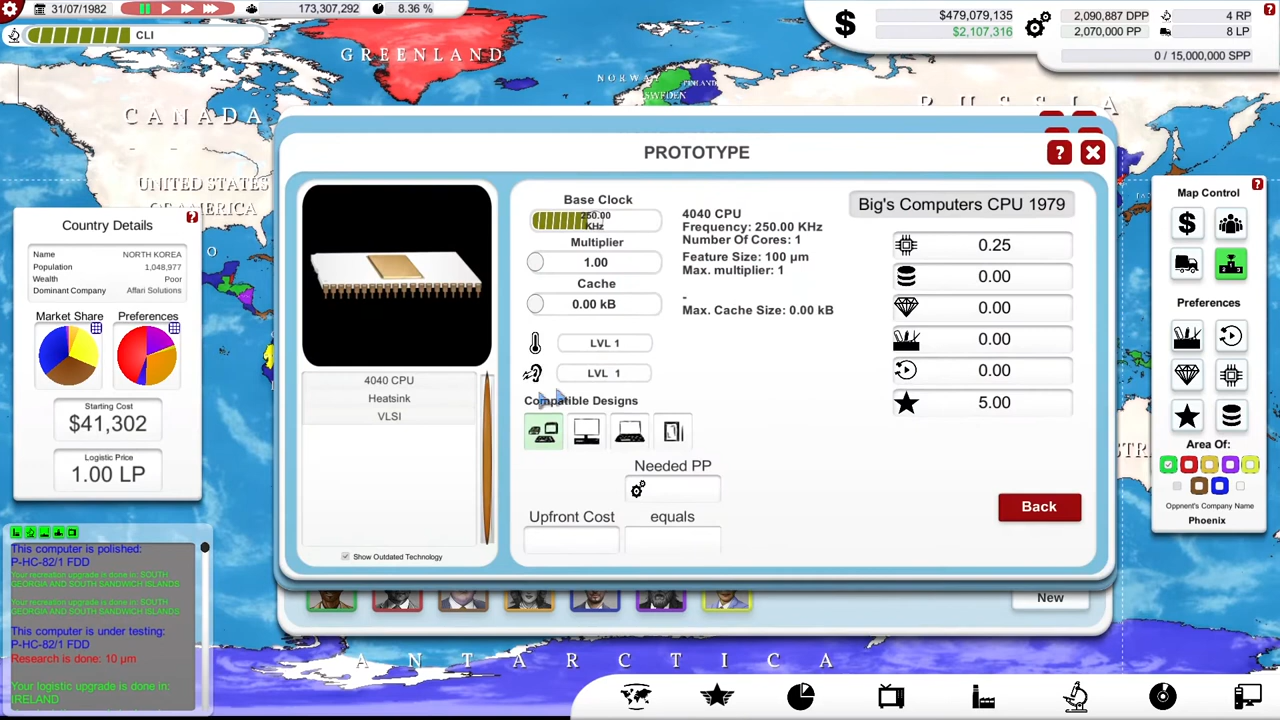 31/07/1982
173,307,292
8.36 %
$479,079,135
$2,107,316
2,090,887 DPP
2,070,000 PP
4 RP
8 LP
0 / 15,000,000 SPP
CLI
GREENLAND
NORWAY
FINLAND
SWEDEN
RUSSIA
CANADA
UNITED STATES
OF AMERICA
PROTOTYPE
?
Country Details
?
Name NORTH KOREA
Population 1,048,977
Wealth Poor
Dominant Company Affari Solutions
Market Share
Preferences
Starting Cost
$41,302
Logistic Price
1.00 LP
This computer is polished:
P-HC-82/1 FDD
Your recreation upgrade is done in: SOUTH
GEORGIA AND SOUTH SANDWICH ISLANDS
Your recreation upgrade is done in: SOUTH
GEORGIA AND SOUTH SANDWICH ISLANDS
This computer is under testing:
P-HC-82/1 FDD
Research is done: 10 µm
Your logistic upgrade is done in:
IRELAND
4040 CPU
Heatsink
VLSI
Show Outdated Technology
Base Clock
250.00
KHz
Multiplier
1.00
Cache
0.00 kB
LVL 1
LVL 1
Compatible Designs
Needed PP
Upfront Cost
equals
4040 CPU
Frequency: 250.00 KHz
Number Of Cores: 1
Feature Size: 100 µm
Max. multiplier: 1
-
Max. Cache Size: 0.00 kB
Big's Computers CPU 1979
0.25
0.00
0.00
0.00
0.00
5.00
Back
New
ANTARCTICA
Map Control
?
$
Preferences
Area Of:
Oppnent's Company Name
Phoenix